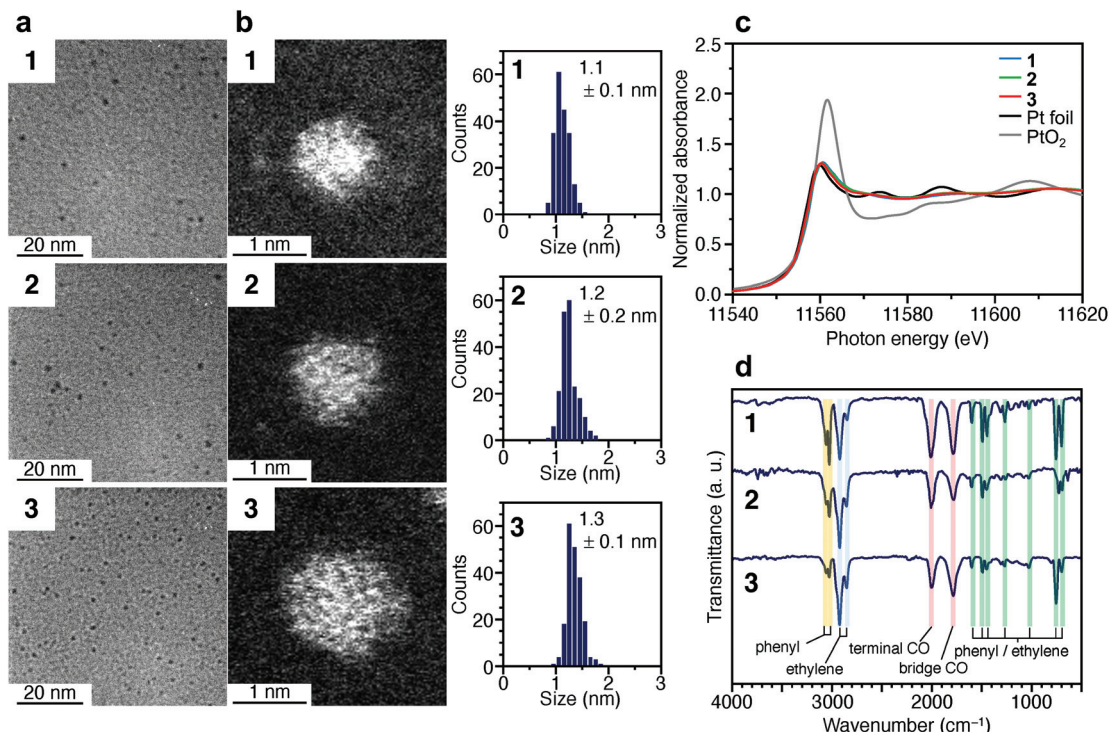 a
1
20 nm
2
20 nm
3
20 nm
b
1
1 nm
2
1 nm
3
1 nm
1
1.1
± 0.1 nm
Counts
60
40
20
0
0 1 2 3
Size (nm)
2
1.2
± 0.2 nm
Counts
60
40
20
0
0 1 2 3
Size (nm)
3
1.3
± 0.1 nm
Counts
60
40
20
0
0 1 2 3
Size (nm)
c
2.5
2.0
1.5
1.0
0.5
0.0
Normalized absorbance
1
2
3
Pt foil
PtO₂
11540 11560 11580 11600 11620
Photon energy (eV)
d
Transmittance (a. u.)
1
2
3
phenyl
ethylene
terminal CO
bridge CO
phenyl / ethylene
4000 3000 2000 1000
Wavenumber (cm⁻¹)